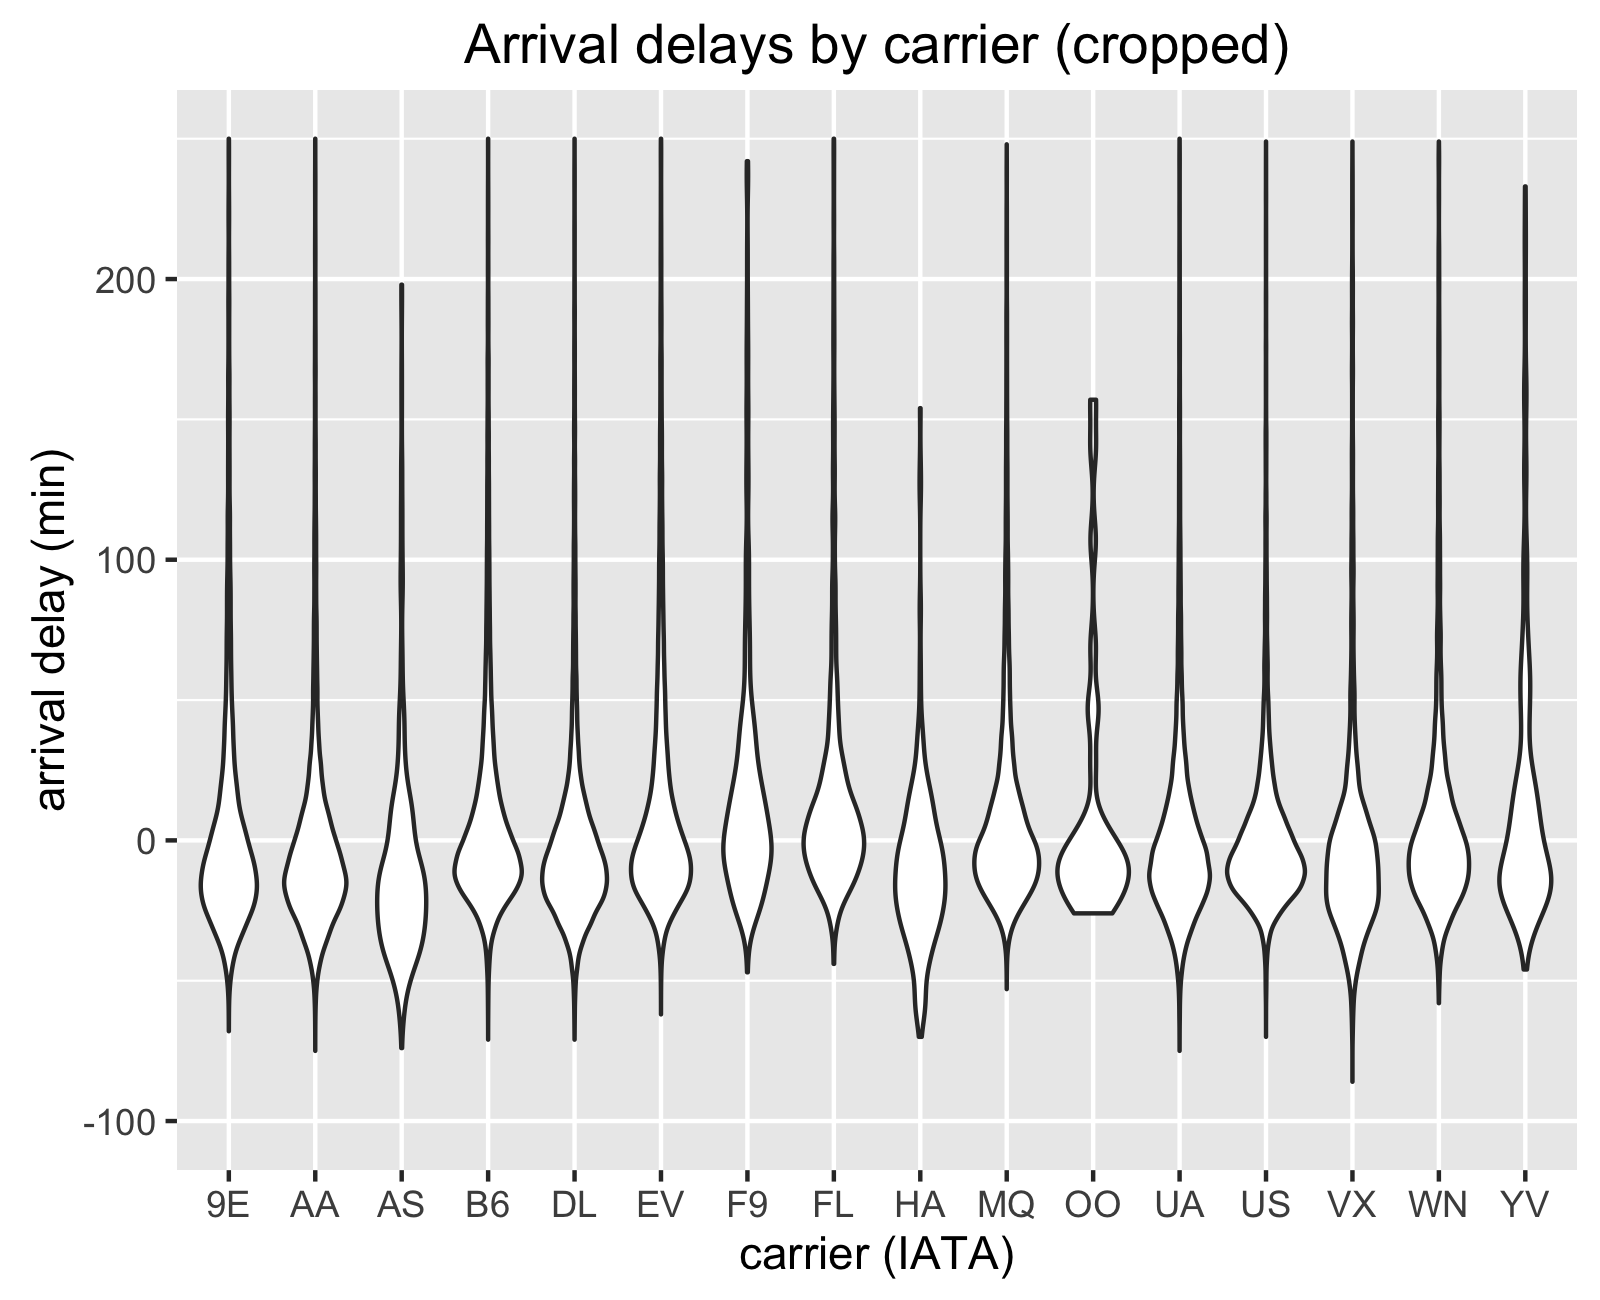 Arrival delays by carrier (cropped)
arrival delay (min)
200
100
0
-100
9E AA AS B6 DL EV F9 FL HA MQ OO UA US VX WN YV
carrier (IATA)